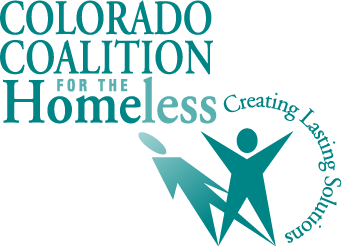 COLORADO
COALITION
FOR THE
Homeless
Creating Lasting Solutions